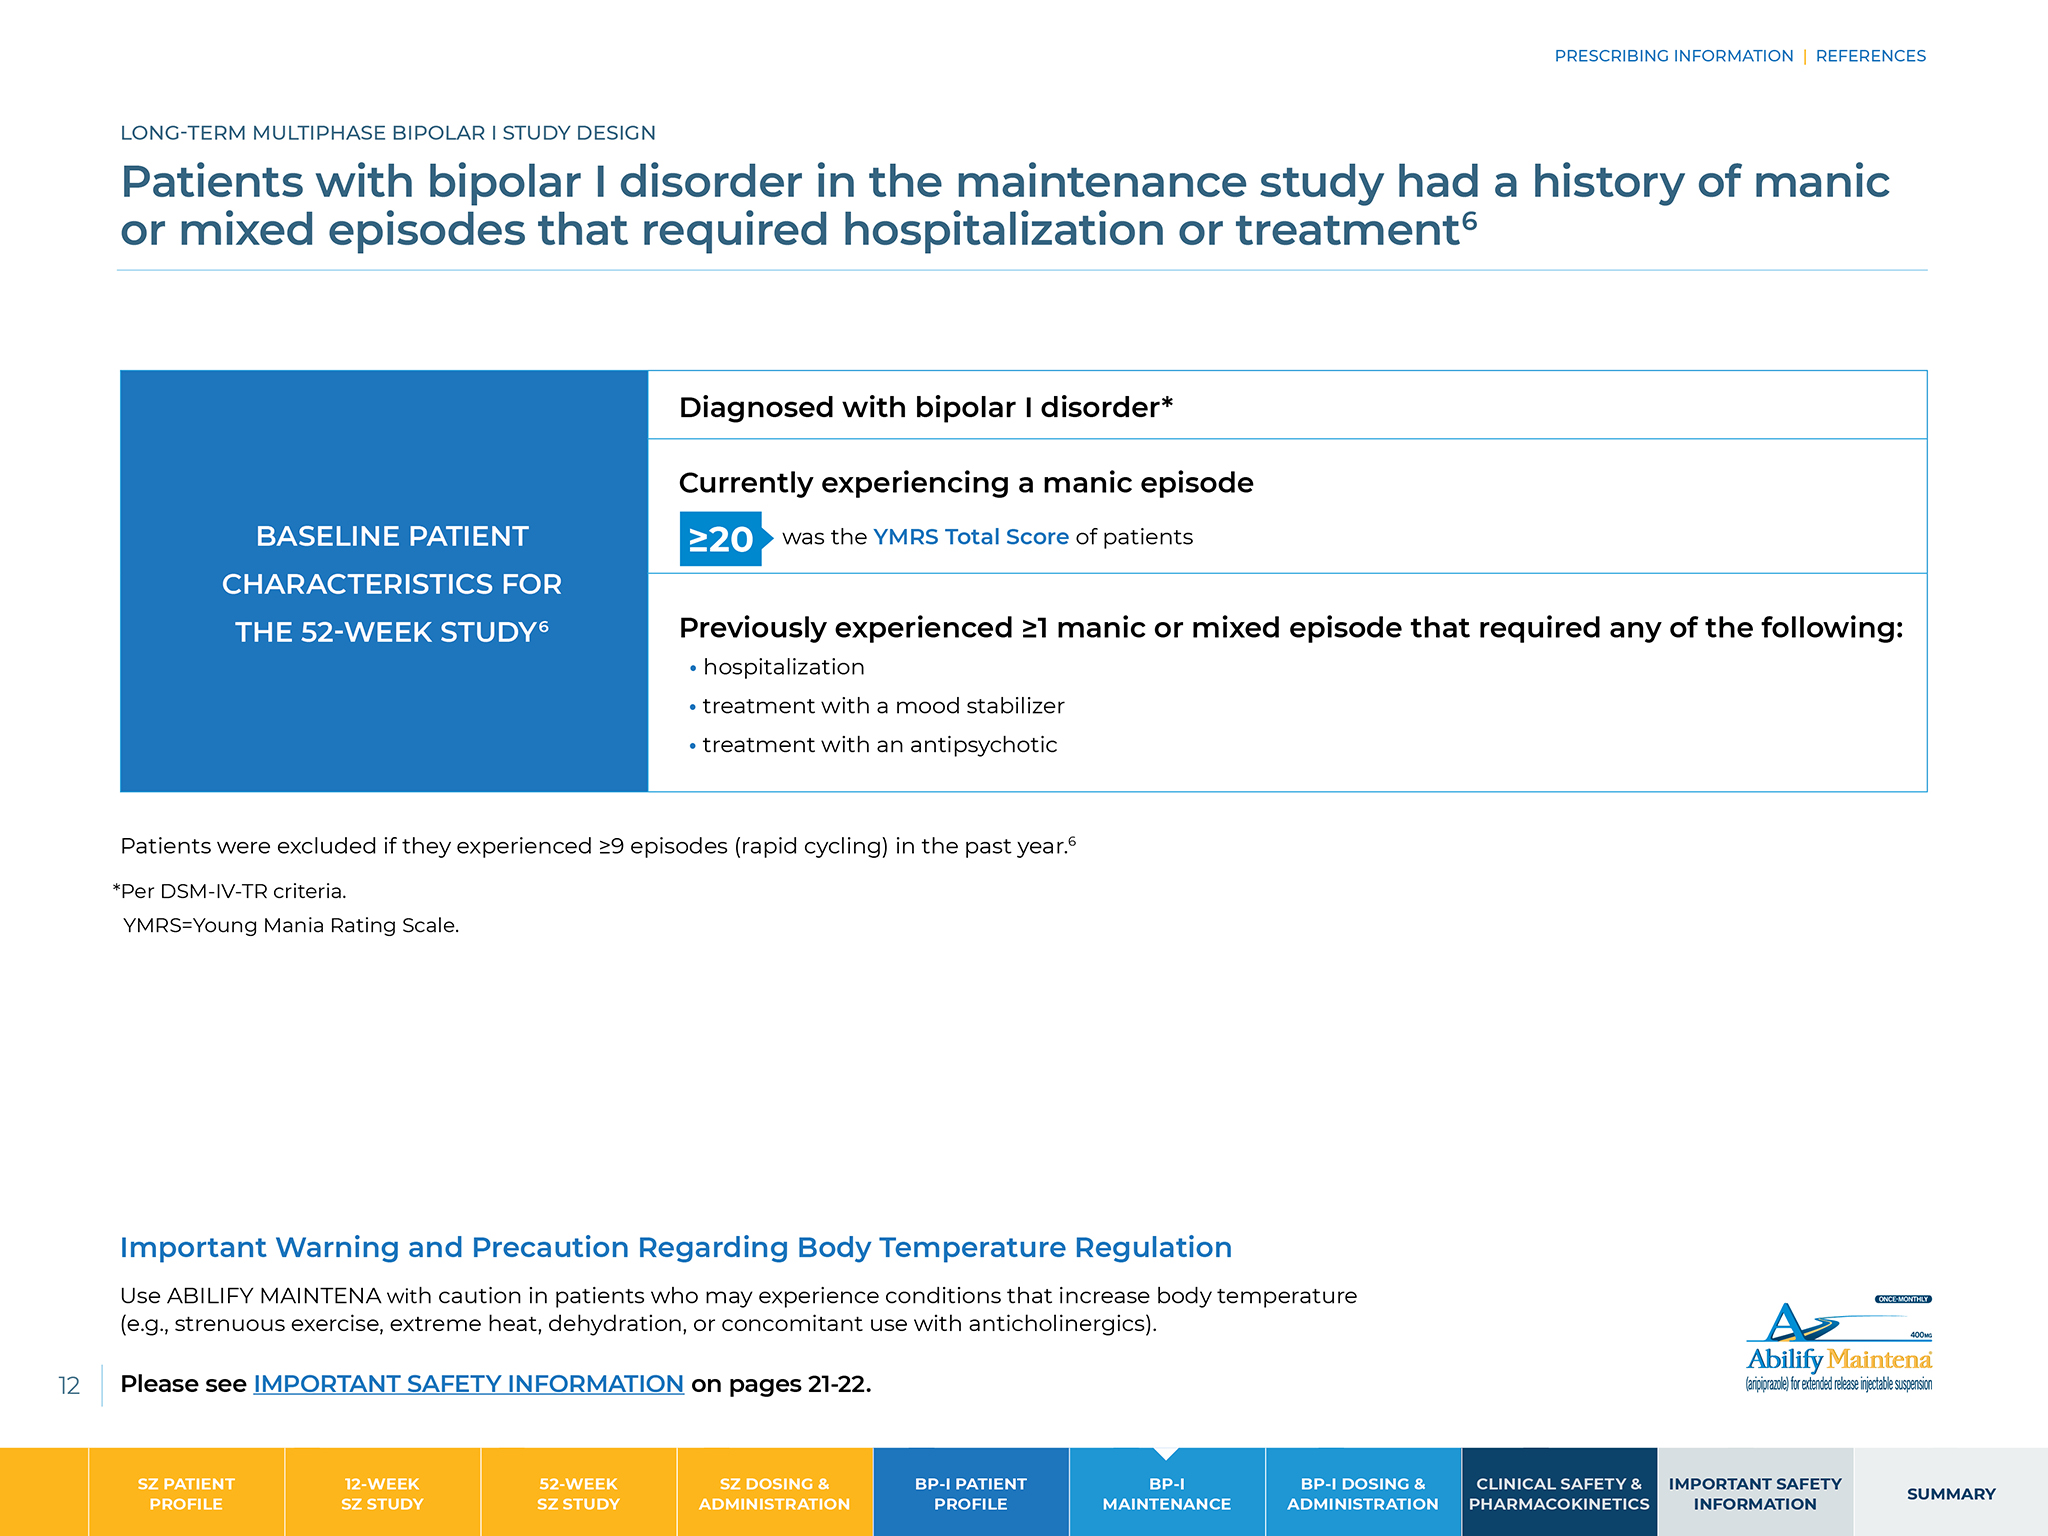 PRESCRIBING INFORMATION | REFERENCES
LONG-TERM MULTIPHASE BIPOLAR I STUDY DESIGN
Patients with bipolar I disorder in the maintenance study had a history of manic
or mixed episodes that required hospitalization or treatment⁶
BASELINE PATIENT
CHARACTERISTICS FOR
THE 52-WEEK STUDY⁶
Diagnosed with bipolar I disorder*
Currently experiencing a manic episode
≥20 was the YMRS Total Score of patients
Previously experienced ≥1 manic or mixed episode that required any of the following:
• hospitalization
• treatment with a mood stabilizer
• treatment with an antipsychotic
Patients were excluded if they experienced ≥9 episodes (rapid cycling) in the past year.⁶
*Per DSM-IV-TR criteria.
YMRS=Young Mania Rating Scale.
Important Warning and Precaution Regarding Body Temperature Regulation
Use ABILIFY MAINTENA with caution in patients who may experience conditions that increase body temperature
(e.g., strenuous exercise, extreme heat, dehydration, or concomitant use with anticholinergics).
12
Please see IMPORTANT SAFETY INFORMATION on pages 21-22.
ONCE-MONTHLY
400MG
Abilify Maintena
(aripiprazole) for extended release injectable suspension
SZ PATIENT
PROFILE
12-WEEK
SZ STUDY
52-WEEK
SZ STUDY
SZ DOSING &
ADMINISTRATION
BP-I PATIENT
PROFILE
BP-I
MAINTENANCE
BP-I DOSING &
ADMINISTRATION
CLINICAL SAFETY &
PHARMACOKINETICS
IMPORTANT SAFETY
INFORMATION
SUMMARY